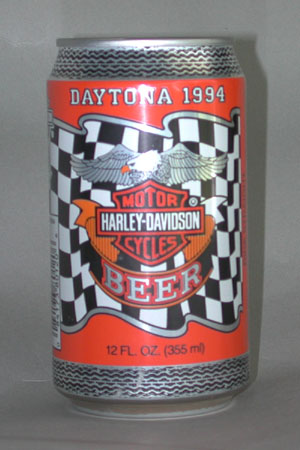 DAYTONA 1994
MOTOR
HARLEY-DAVIDSON
CYCLES
BEER
12 FL. OZ. (355 ml)